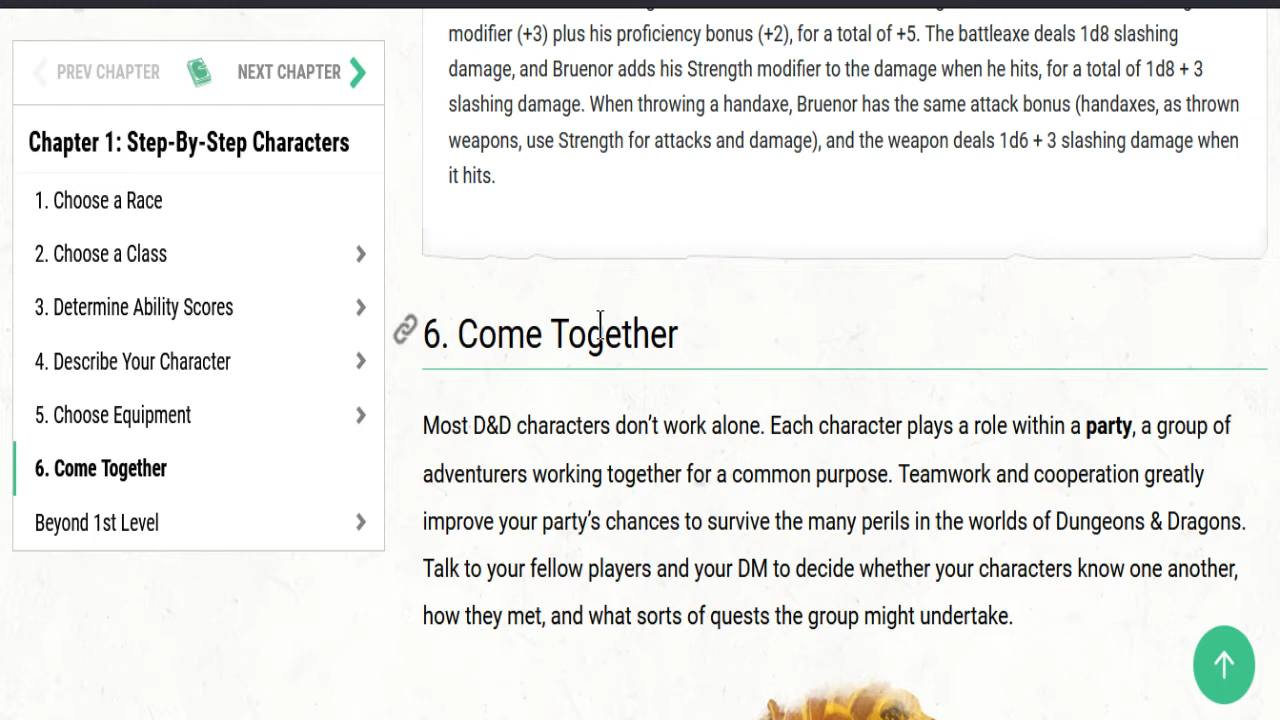 PREV CHAPTER
NEXT CHAPTER
Chapter 1: Step-By-Step Characters
1. Choose a Race
2. Choose a Class
3. Determine Ability Scores
4. Describe Your Character
5. Choose Equipment
6. Come Together
Beyond 1st Level
modifier (+3) plus his proficiency bonus (+2), for a total of +5. The battleaxe deals 1d8 slashing
damage, and Bruenor adds his Strength modifier to the damage when he hits, for a total of 1d8 + 3
slashing damage. When throwing a handaxe, Bruenor has the same attack bonus (handaxes, as thrown
weapons, use Strength for attacks and damage), and the weapon deals 1d6 + 3 slashing damage when
it hits.
6. Come Together
Most D&D characters don’t work alone. Each character plays a role within a party, a group of
adventurers working together for a common purpose. Teamwork and cooperation greatly
improve your party’s chances to survive the many perils in the worlds of Dungeons & Dragons.
Talk to your fellow players and your DM to decide whether your characters know one another,
how they met, and what sorts of quests the group might undertake.